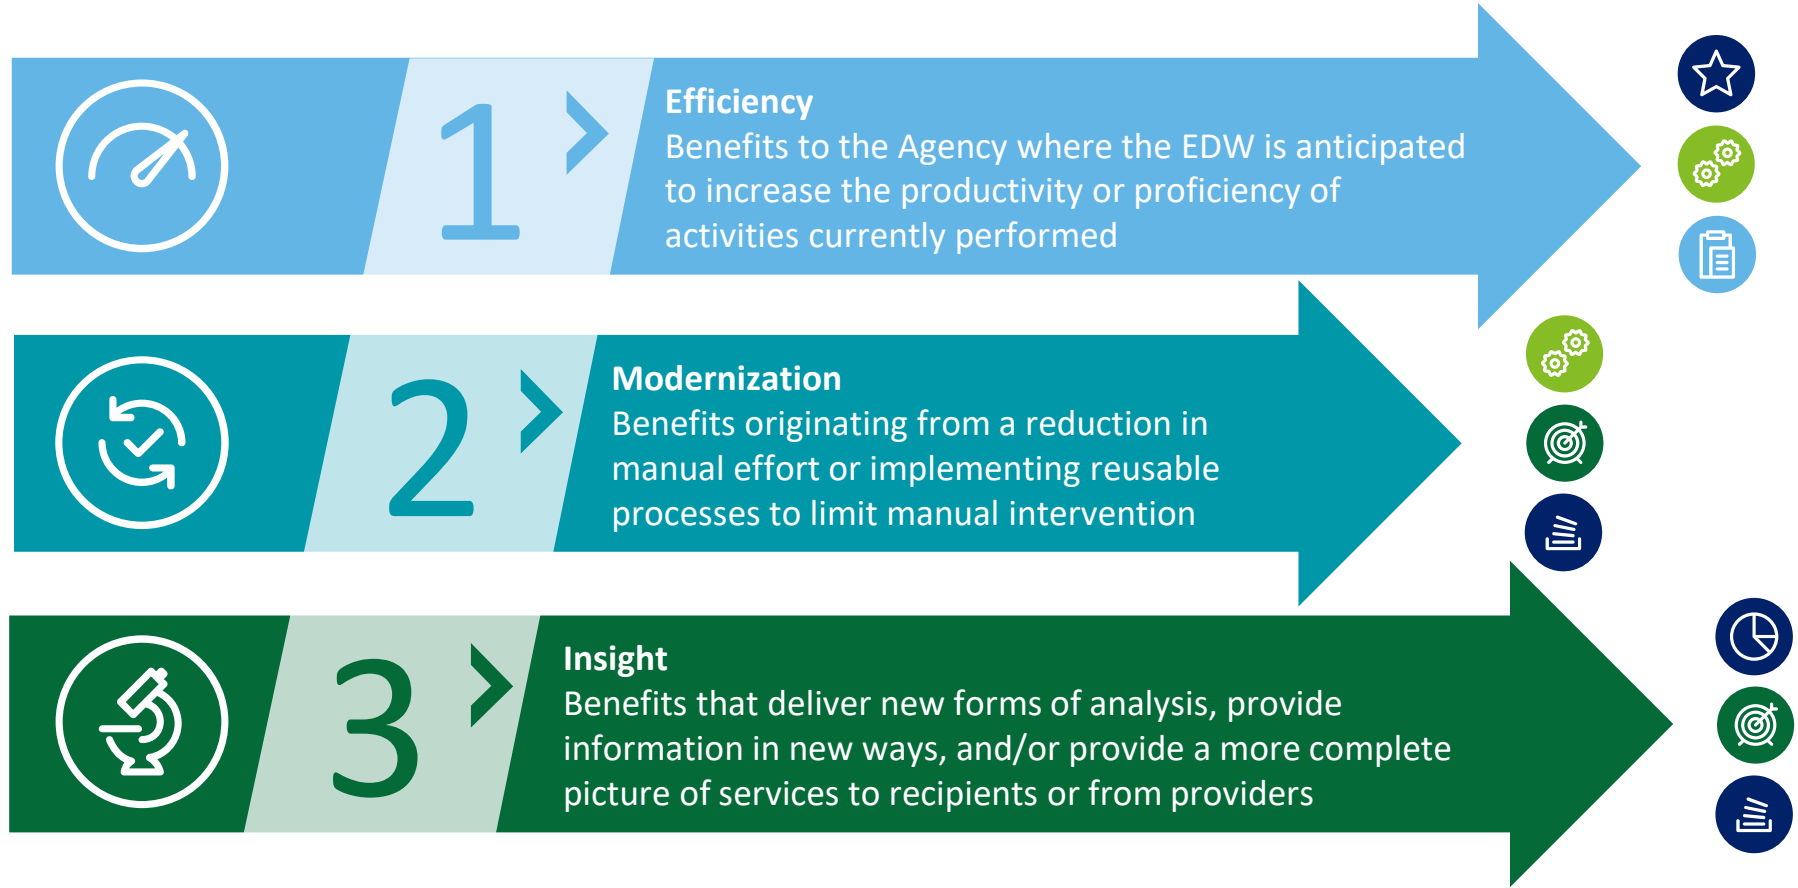 1
Efficiency
Benefits to the Agency where the EDW is anticipated
to increase the productivity or proficiency of
activities currently performed
2
Modernization
Benefits originating from a reduction in
manual effort or implementing reusable
processes to limit manual intervention
3
Insight
Benefits that deliver new forms of analysis, provide
information in new ways, and/or provide a more complete
picture of services to recipients or from providers